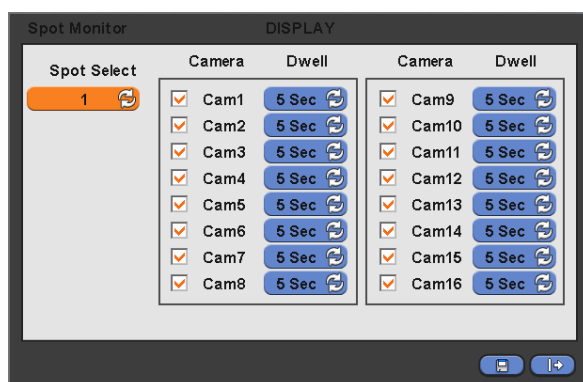 Spot Monitor DISPLAY
Spot Select Camera Dwell Camera Dwell
1 Cam1 5 Sec Cam9 5 Sec
Cam2 5 Sec Cam10 5 Sec
Cam3 5 Sec Cam11 5 Sec
Cam4 5 Sec Cam12 5 Sec
Cam5 5 Sec Cam13 5 Sec
Cam6 5 Sec Cam14 5 Sec
Cam7 5 Sec Cam15 5 Sec
Cam8 5 Sec Cam16 5 Sec